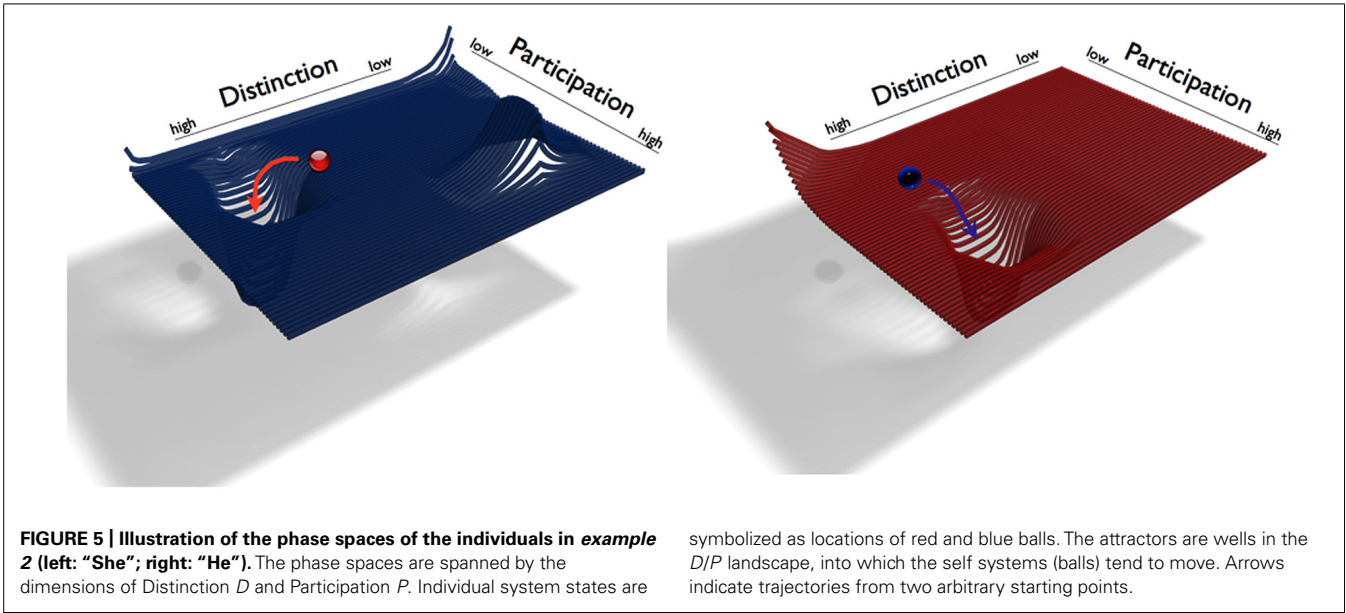 Distinction
high
low
Participation
low
high
Distinction
high
low
Participation
low
high
FIGURE 5 | Illustration of the phase spaces of the individuals in example
2 (left: “She”; right: “He”). The phase spaces are spanned by the
dimensions of Distinction D and Participation P. Individual system states are
symbolized as locations of red and blue balls. The attractors are wells in the
D/P landscape, into which the self systems (balls) tend to move. Arrows
indicate trajectories from two arbitrary starting points.